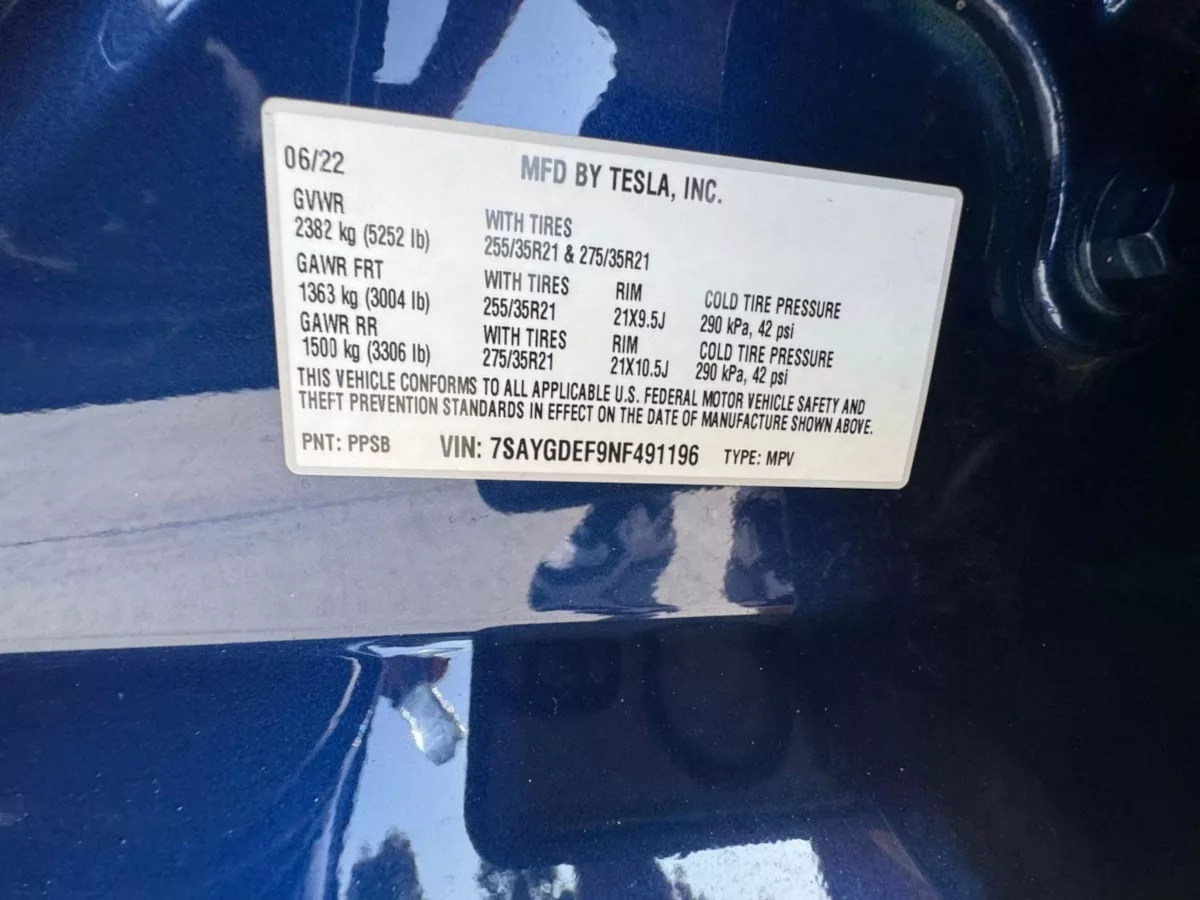 06/22 MFD BY TESLA, INC.
GVWR WITH TIRES
2382 kg (5252 lb) 255/35R21 & 275/35R21
GAWR FRT WITH TIRES RIM COLD TIRE PRESSURE
1363 kg (3004 lb) 255/35R21 21X9.5J 290 kPa, 42 psi
GAWR RR WITH TIRES RIM COLD TIRE PRESSURE
1500 kg (3306 lb) 275/35R21 21X10.5J 290 kPa, 42 psi
THIS VEHICLE CONFORMS TO ALL APPLICABLE U.S. FEDERAL MOTOR VEHICLE SAFETY AND
THEFT PREVENTION STANDARDS IN EFFECT ON THE DATE OF MANUFACTURE SHOWN ABOVE.
PNT: PPSB VIN: 7SAYGDEF9NF491196 TYPE: MPV